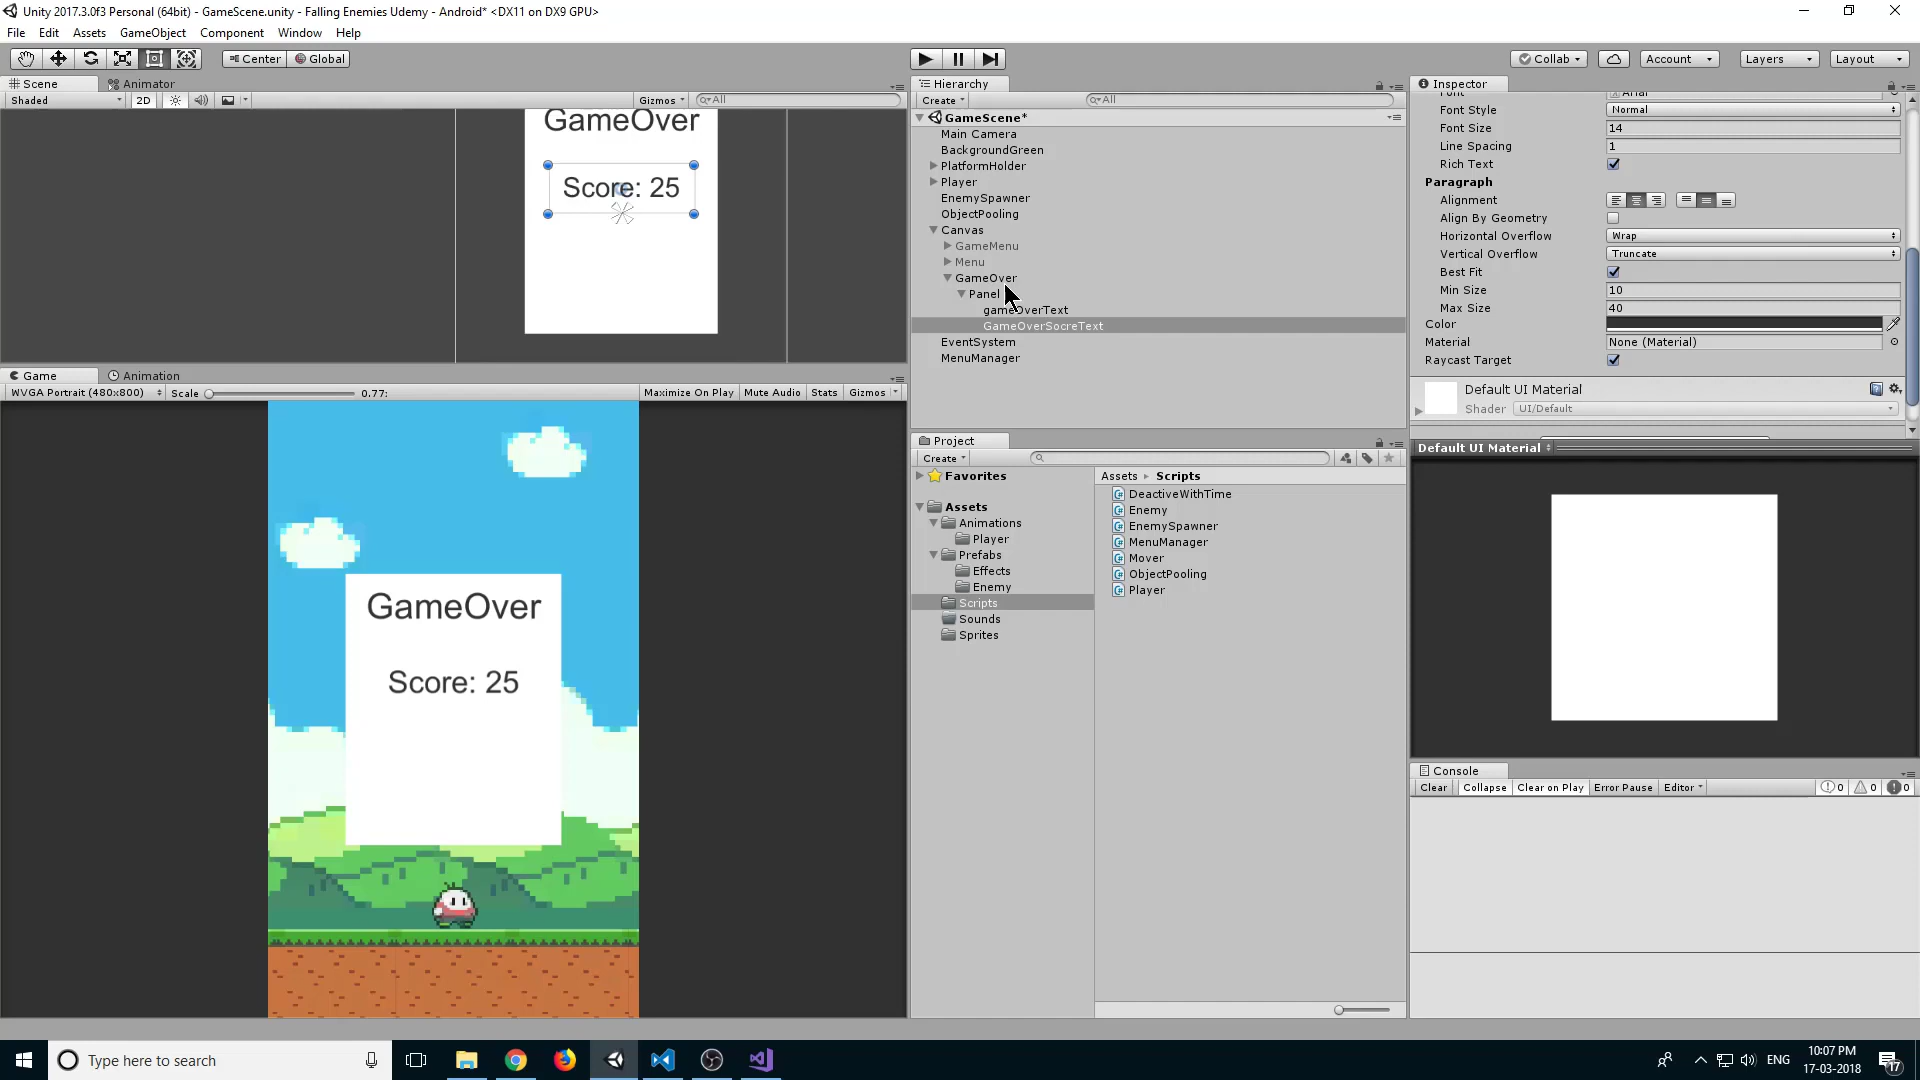 Unity 2017.3.0f3 Personal (64bit) - GameScene.unity - Falling Enemies Udemy - Android* <DX11 on DX9 GPU>
File Edit Assets GameObject Component Window Help
Center Global
Collab Account Layers Layout
Scene Animator
Shaded 2D Gizmos All
GameOver
Score: 25
Game Animation
WVGA Portrait (480x800) Scale 0.77: Maximize On Play Mute Audio Stats Gizmos
GameOver
Score: 25
Hierarchy
Create All
GameScene*
Main Camera
BackgroundGreen
PlatformHolder
Player
EnemySpawner
ObjectPooling
Canvas
GameMenu
Menu
GameOver
Panel
gameOverText
GameOverSocreText
EventSystem
MenuManager
Project
Create
Favorites
Assets
Animations
Player
Prefabs
Effects
Enemy
Scripts
Sounds
Sprites
Assets Scripts
DeactiveWithTime
Enemy
EnemySpawner
MenuManager
Mover
ObjectPooling
Player
Inspector
Font Arial
Font Style Normal
Font Size 14
Line Spacing 1
Rich Text
Paragraph
Alignment
Align By Geometry
Horizontal Overflow Wrap
Vertical Overflow Truncate
Best Fit
Min Size 10
Max Size 40
Color
Material None (Material)
Raycast Target
Default UI Material
Shader UI/Default
Default UI Material
Console
Clear Collapse Clear on Play Error Pause Editor 0 0 0
Type here to search
ENG
10:07 PM
17-03-2018
17